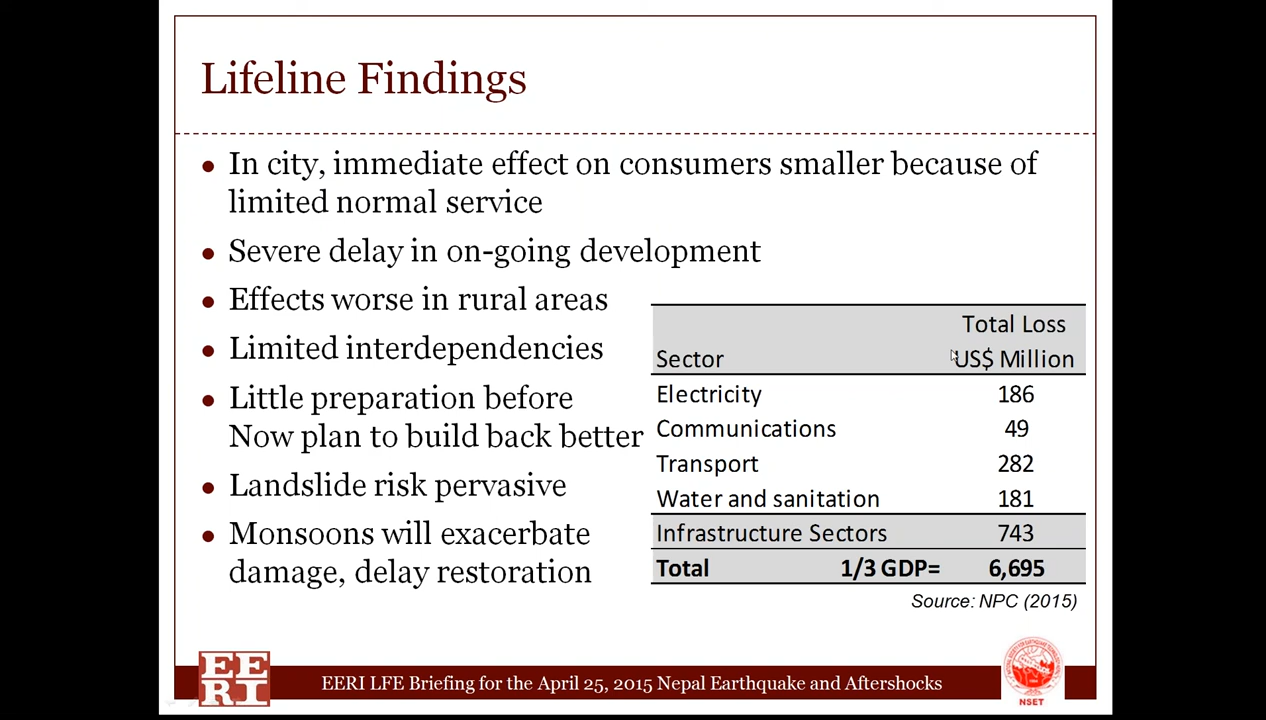 Lifeline Findings
• In city, immediate effect on consumers smaller because of
limited normal service
• Severe delay in on-going development
• Effects worse in rural areas
• Limited interdependencies
• Little preparation before
Now plan to build back better
• Landslide risk pervasive
• Monsoons will exacerbate
damage, delay restoration
Total Loss
Sector US$ Million
Electricity 186
Communications 49
Transport 282
Water and sanitation 181
Infrastructure Sectors 743
Total 1/3 GDP= 6,695
Source: NPC (2015)
EE
RI
EERI LFE Briefing for the April 25, 2015 Nepal Earthquake and Aftershocks
NSET